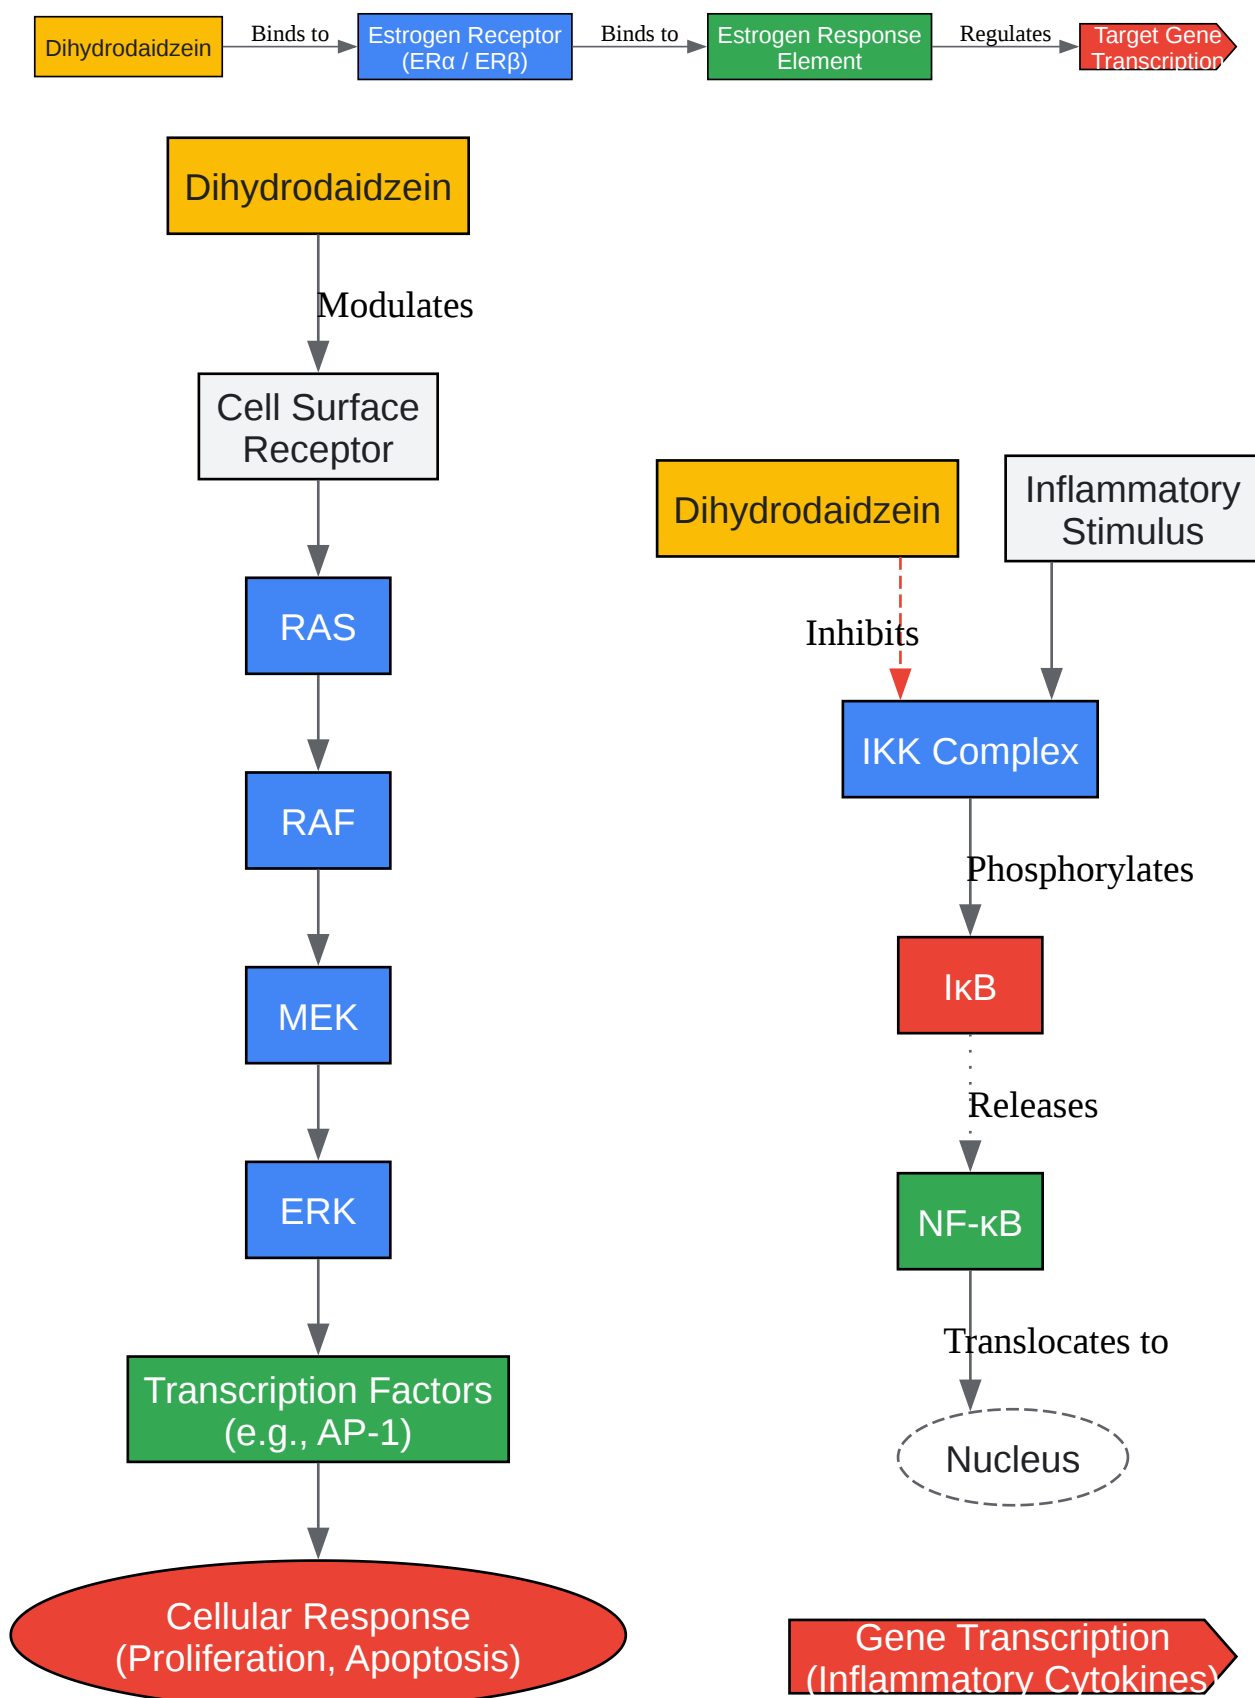 Dihydrodaidzein
Binds to
Estrogen Receptor
(ERα / ERβ)
Binds to
Estrogen Response
Element
Regulates
Target Gene
Transcription
Dihydrodaidzein
Modulates
Cell Surface
Receptor
RAS
RAF
MEK
ERK
Transcription Factors
(e.g., AP-1)
Cellular Response
(Proliferation, Apoptosis)
Dihydrodaidzein
Inflammatory
Stimulus
Inhibits
IKK Complex
Phosphorylates
IκB
Releases
NF-κB
Translocates to
Nucleus
Gene Transcription
(Inflammatory Cytokines)